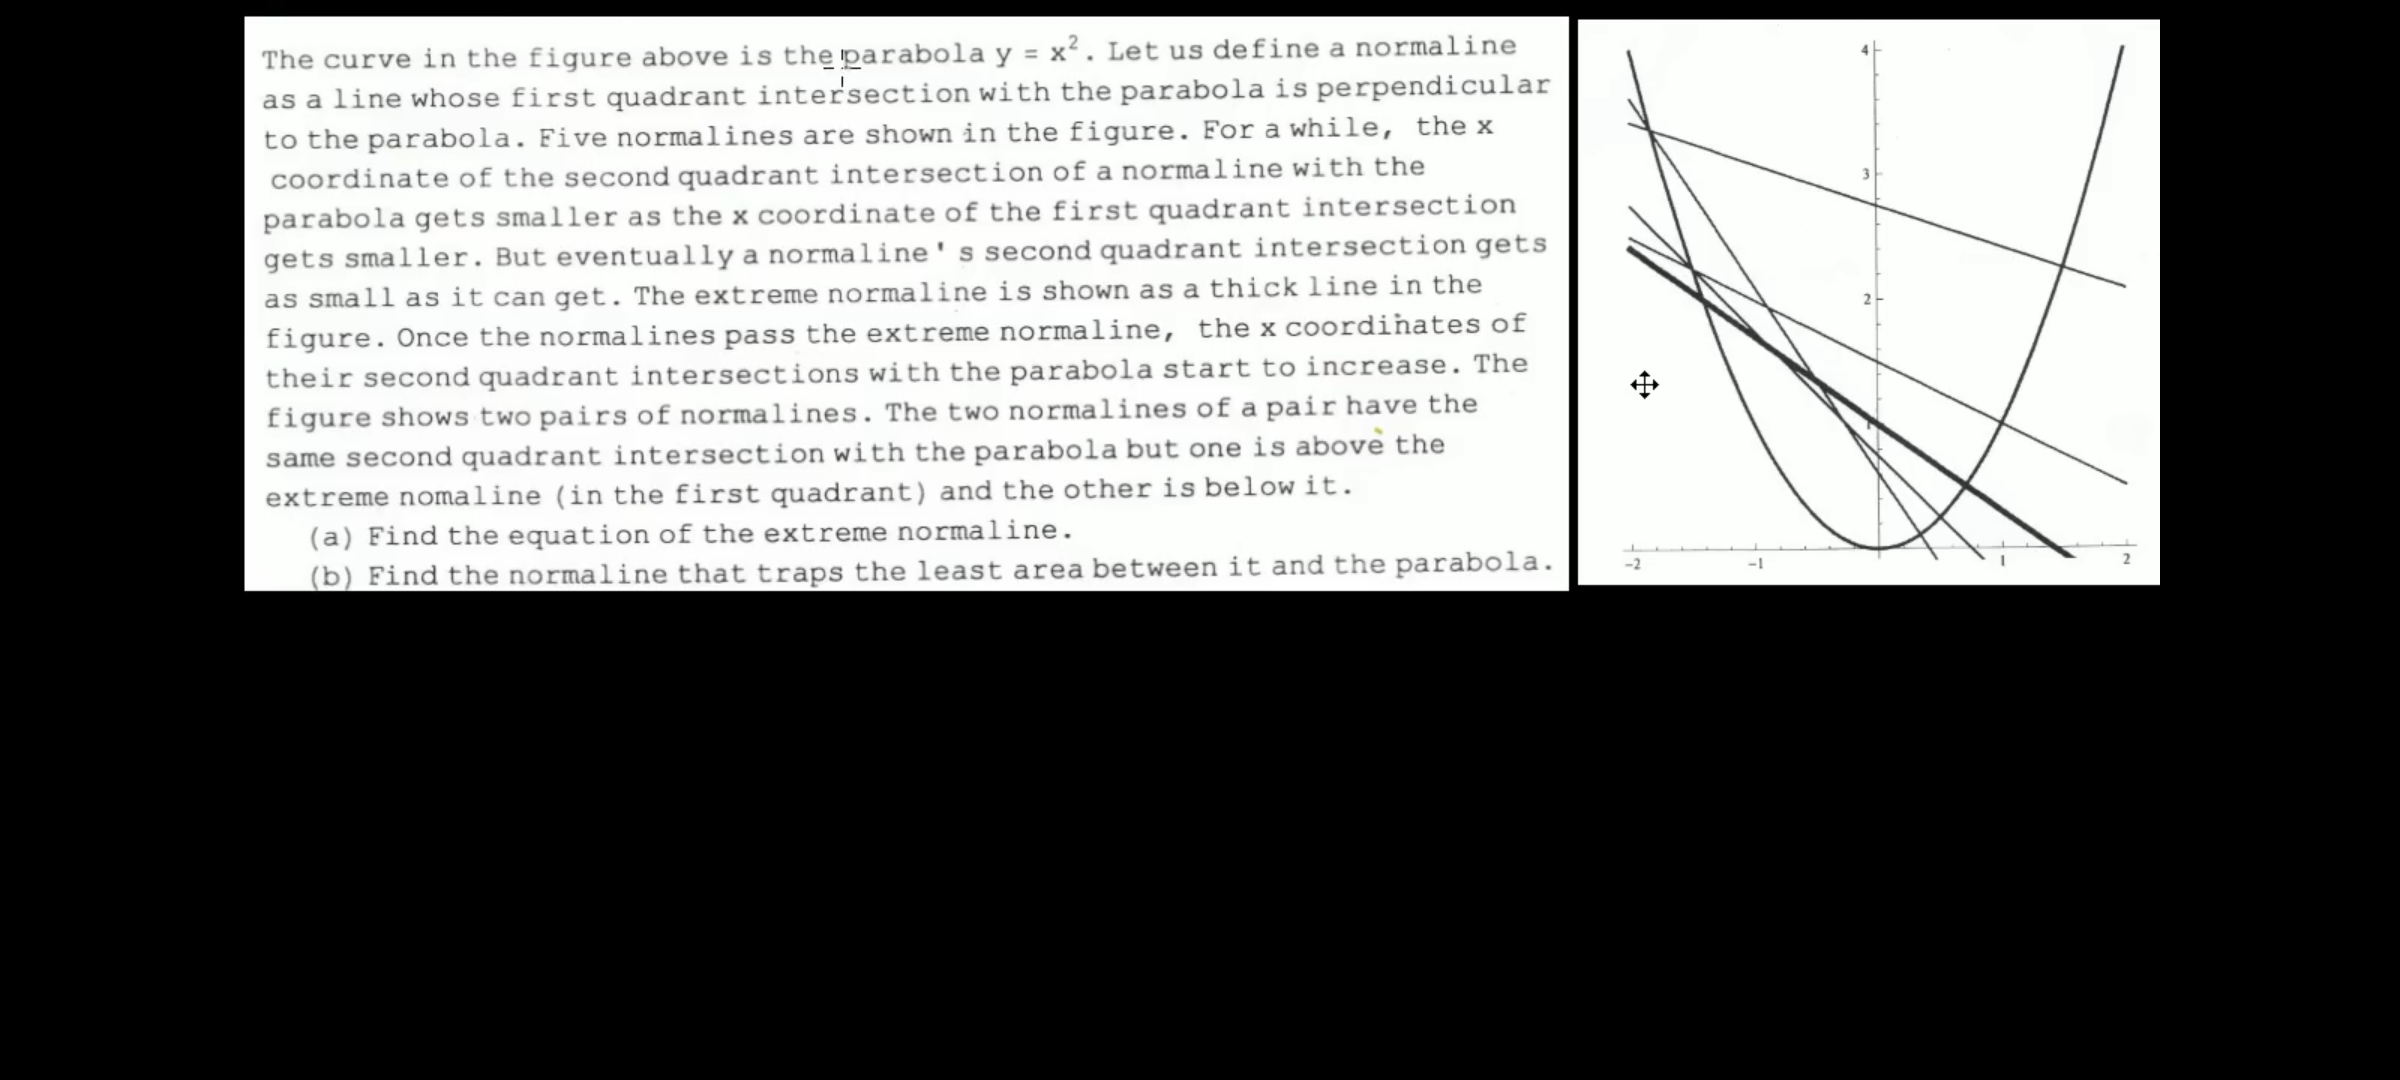 The curve in the figure above is the parabola y = x². Let us define a normaline
as a line whose first quadrant intersection with the parabola is perpendicular
to the parabola. Five normalines are shown in the figure. For a while, the x
coordinate of the second quadrant intersection of a normaline with the
parabola gets smaller as the x coordinate of the first quadrant intersection
gets smaller. But eventually a normaline's second quadrant intersection gets
as small as it can get. The extreme normaline is shown as a thick line in the
figure. Once the normalines pass the extreme normaline, the x coordinates of
their second quadrant intersections with the parabola start to increase. The
figure shows two pairs of normalines. The two normalines of a pair have the
same second quadrant intersection with the parabola but one is above the
extreme nomaline (in the first quadrant) and the other is below it.
(a) Find the equation of the extreme normaline.
(b) Find the normaline that traps the least area between it and the parabola.
4
3
2
1
-2 -1 1 2